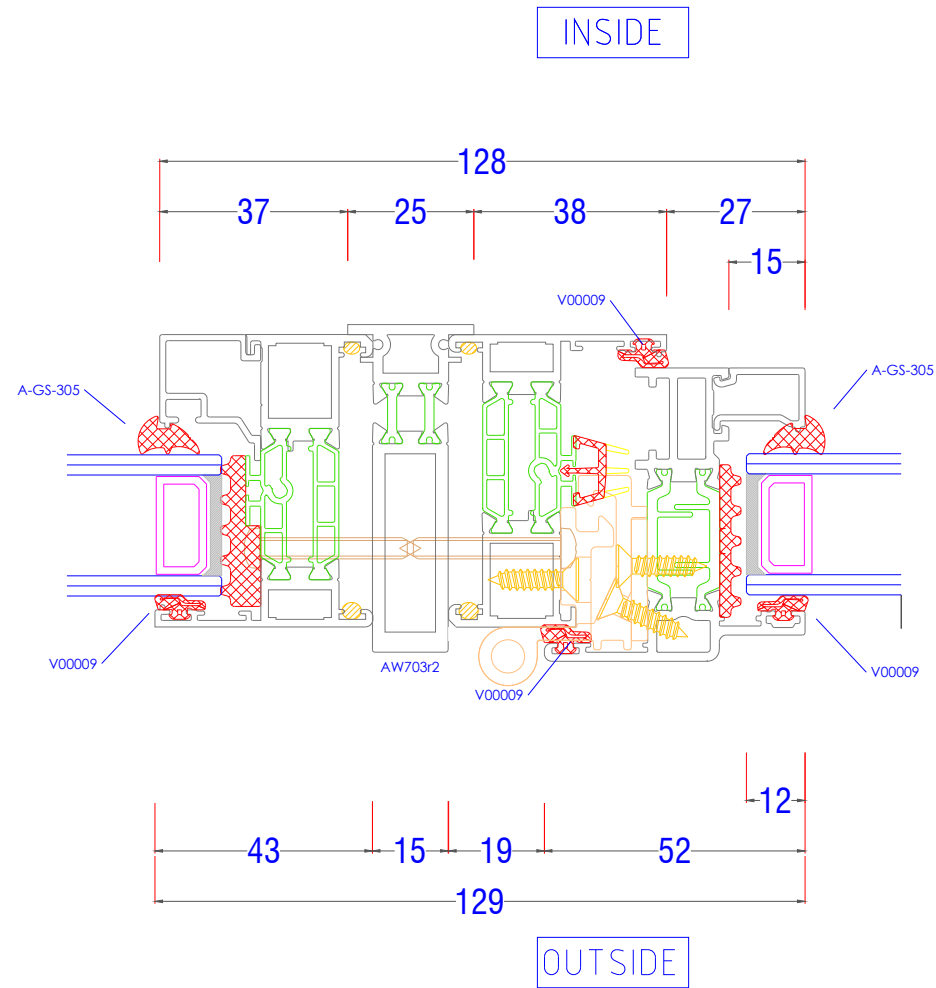 INSIDE
128
37 25 38 27
15
V00009
A-GS-305
A-GS-305
V00009
AW703r2
V00009
V00009
12
43 15 19 52
129
OUTSIDE